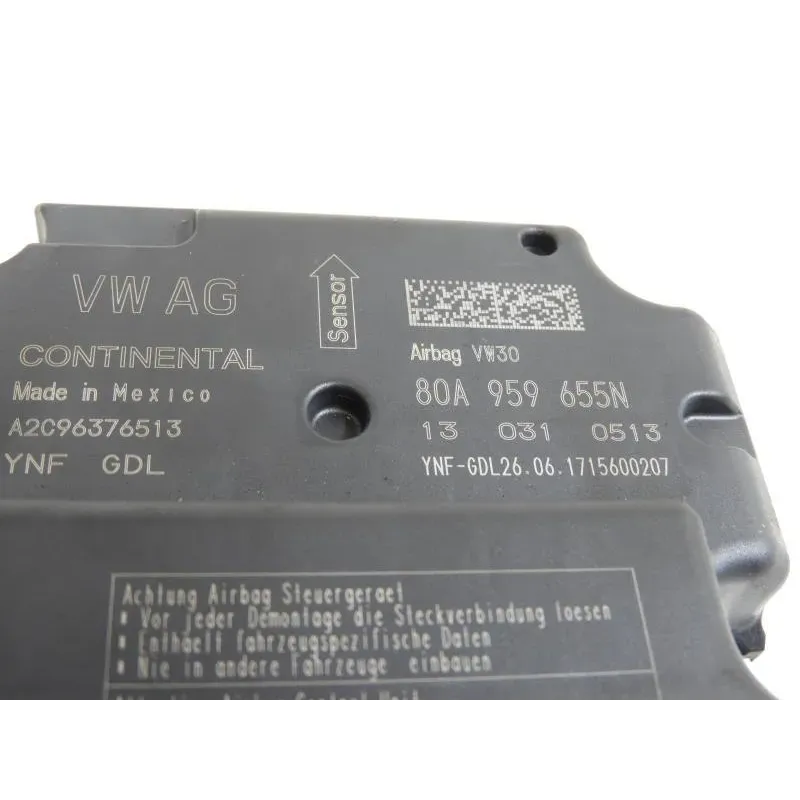 VW AG
CONTINENTAL
Made in Mexico
A2C96376513
YNF GDL
Sensor
Airbag VW30
80A 959 655N
13 031 0513
YNF-GDL26.06.1715600207
Achtung Airbag Steuergeraet
• Vor jeder Demontage die Steckverbindung loesen
• Enthaelt fahrzeugspezifische Daten
• Nie in andere Fahrzeuge einbauen